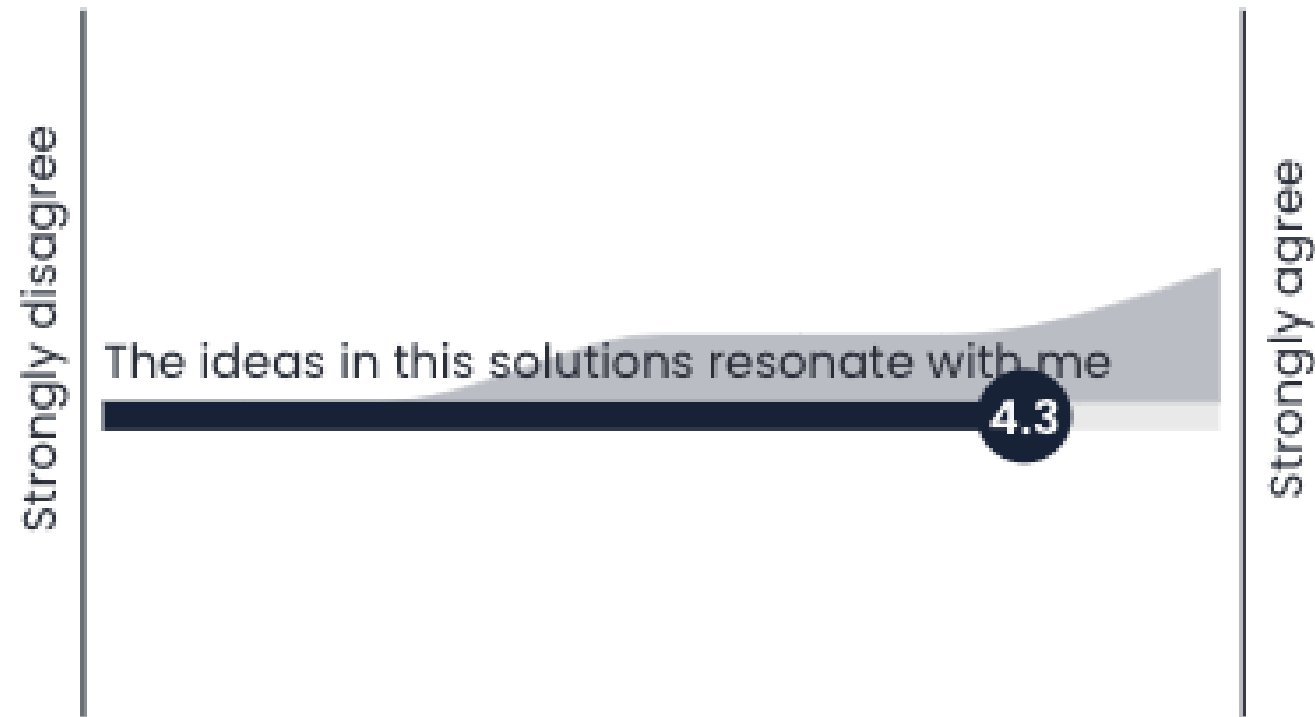 Strongly disagree
The ideas in this solutions resonate with me
4.3
Strongly agree